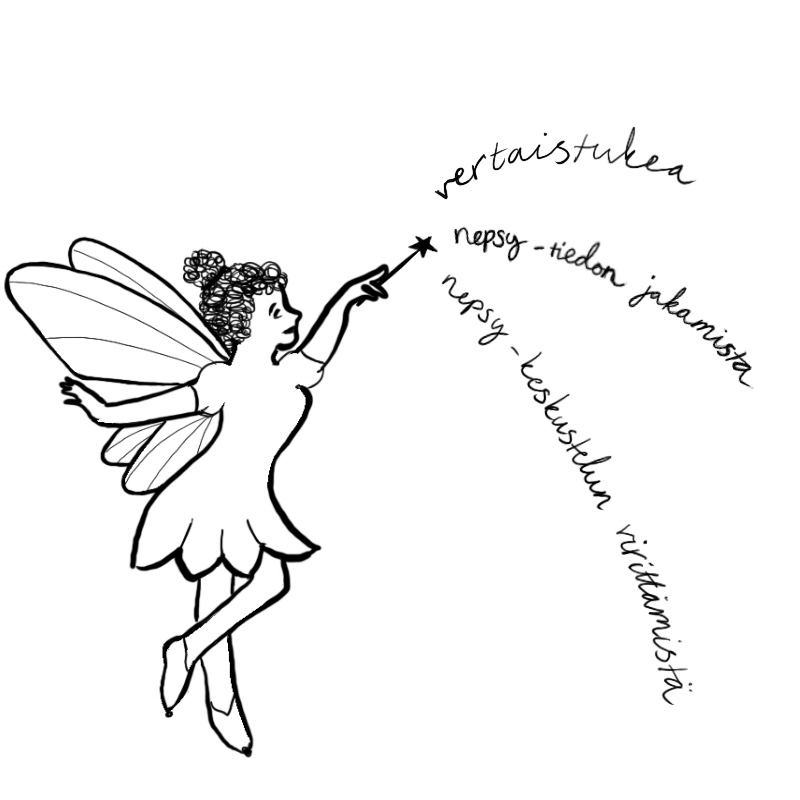 vertaistukea
nepsy-tiedon jakamista
nepsy-keskustelun virittämistä